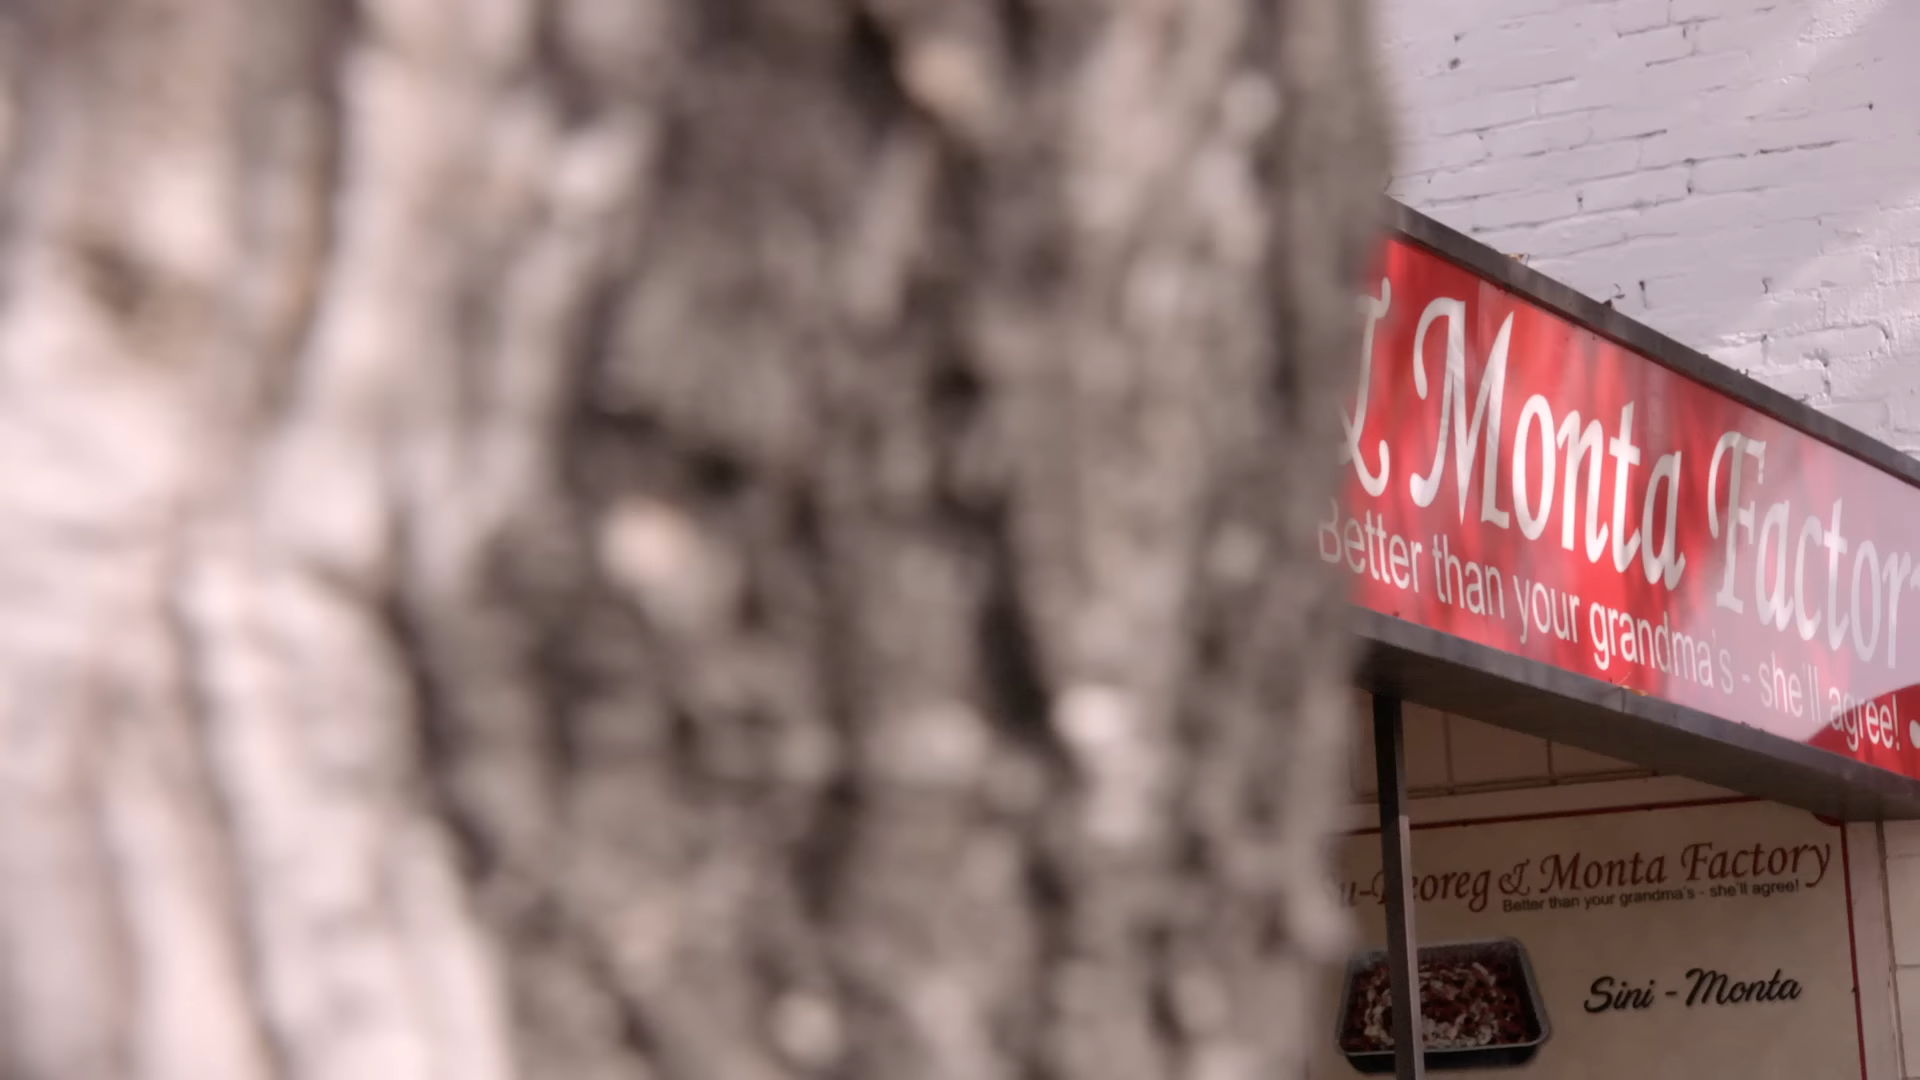 & Monta Factory
Better than your grandma's - she'll agree!
& Monta Factory
Better than your grandma's - she'll agree!
Sini - Monta